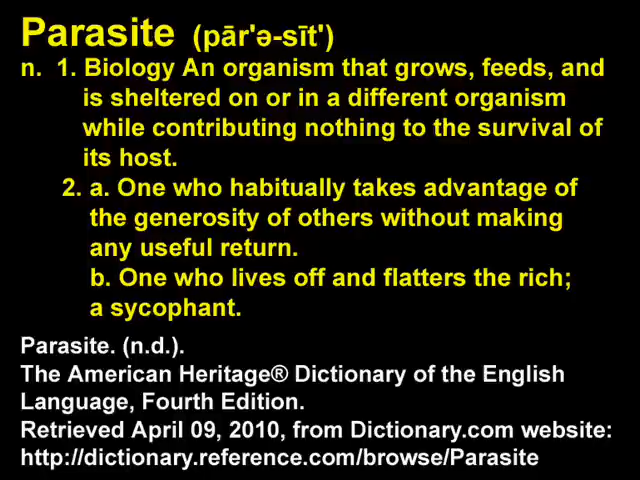 Parasite (pār'ə-sīt')
n. 1. Biology An organism that grows, feeds, and
is sheltered on or in a different organism
while contributing nothing to the survival of
its host.
2. a. One who habitually takes advantage of
the generosity of others without making
any useful return.
b. One who lives off and flatters the rich;
a sycophant.
Parasite. (n.d.).
The American Heritage® Dictionary of the English
Language, Fourth Edition.
Retrieved April 09, 2010, from Dictionary.com website:
http://dictionary.reference.com/browse/Parasite